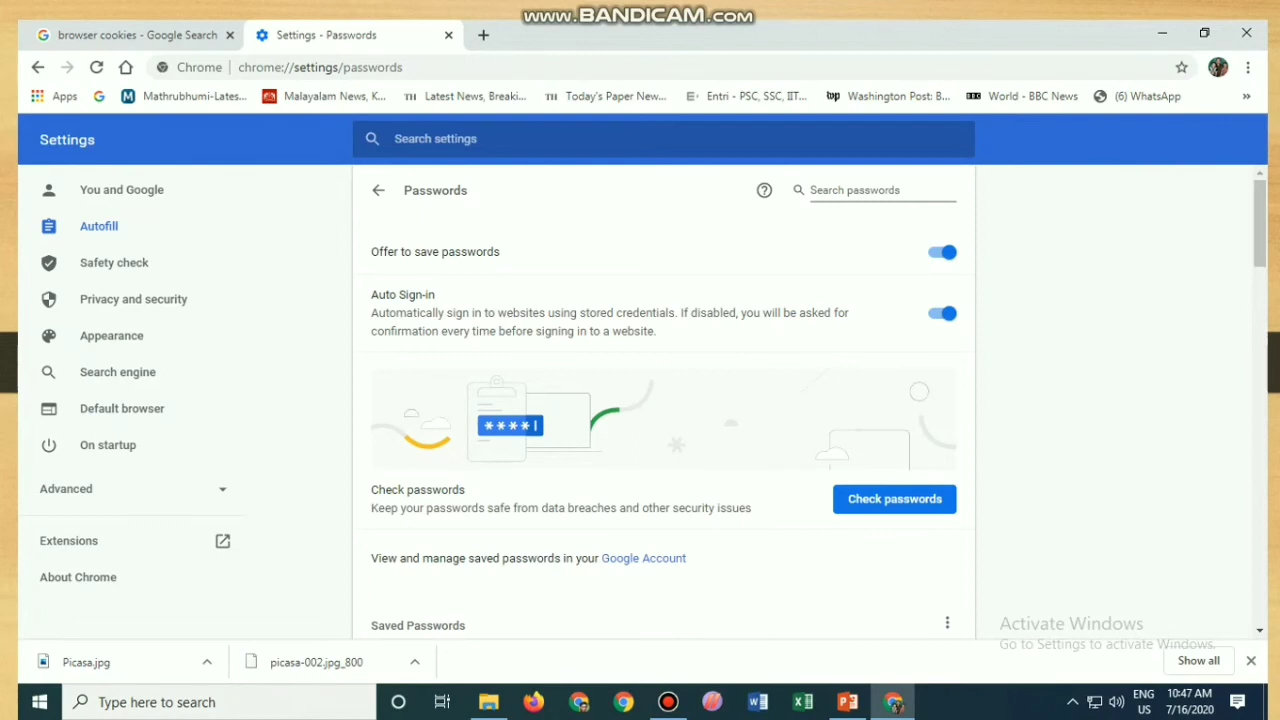 www.BANDICAM.com
browser cookies - Google Search
Settings - Passwords
Chrome | chrome://settings/passwords
Apps
Mathrubhumi-Lates...
Malayalam News, K...
TH Latest News, Breaki...
TH Today's Paper New...
E· Entri - PSC, SSC, IIT...
wp Washington Post: B...
BBC World - BBC News
(6) WhatsApp
»
Settings
Search settings
You and Google
Autofill
Safety check
Privacy and security
Appearance
Search engine
Default browser
On startup
Advanced
Extensions
About Chrome
Passwords
Search passwords
Offer to save passwords
Auto Sign-in
Automatically sign in to websites using stored credentials. If disabled, you will be asked for
confirmation every time before signing in to a website.
****|
Check passwords
Keep your passwords safe from data breaches and other security issues
Check passwords
View and manage saved passwords in your Google Account
Saved Passwords
Activate Windows
Go to Settings to activate Windows.
Picasa.jpg
picasa-002.jpg_800
Show all
Type here to search
ENG
US
10:47 AM
7/16/2020